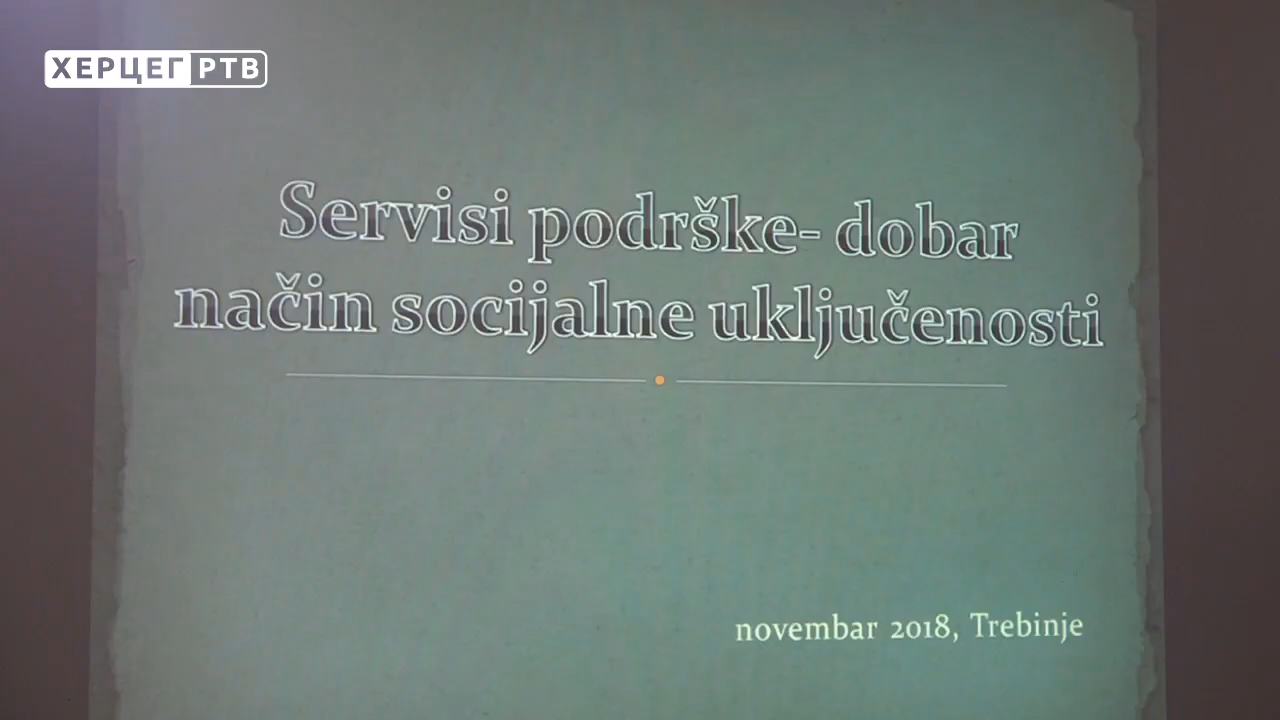 ХЕРЦЕГ РТВ
Servisi podrške- dobar
način socijalne uključenosti
novembar 2018, Trebinje